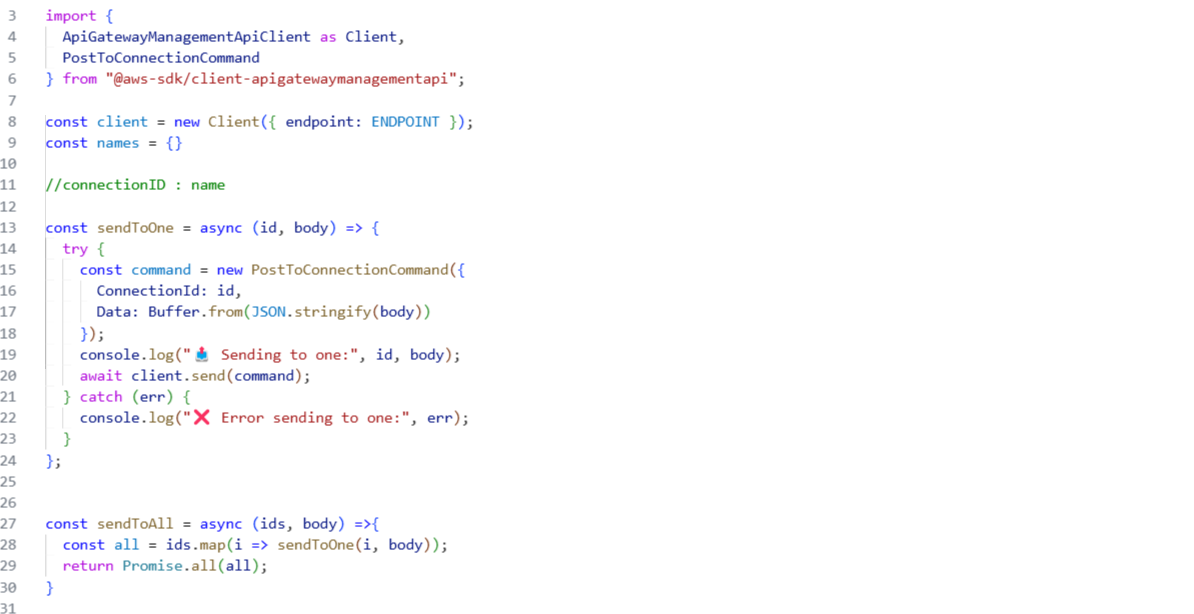 3 import {
4 ApiGatewayManagementApiClient as Client,
5 PostToConnectionCommand
6 } from "@aws-sdk/client-apigatewaymanagementapi";
7
8 const client = new Client({ endpoint: ENDPOINT });
9 const names = {}
10
11 //connectionID : name
12
13 const sendToOne = async (id, body) => {
14 try {
15 const command = new PostToConnectionCommand({
16 ConnectionId: id,
17 Data: Buffer.from(JSON.stringify(body))
18 });
19 console.log("📤 Sending to one:", id, body);
20 await client.send(command);
21 } catch (err) {
22 console.log("❌ Error sending to one:", err);
23 }
24 };
25
26
27 const sendToAll = async (ids, body) =>{
28 const all = ids.map(i => sendToOne(i, body));
29 return Promise.all(all);
30 }
31